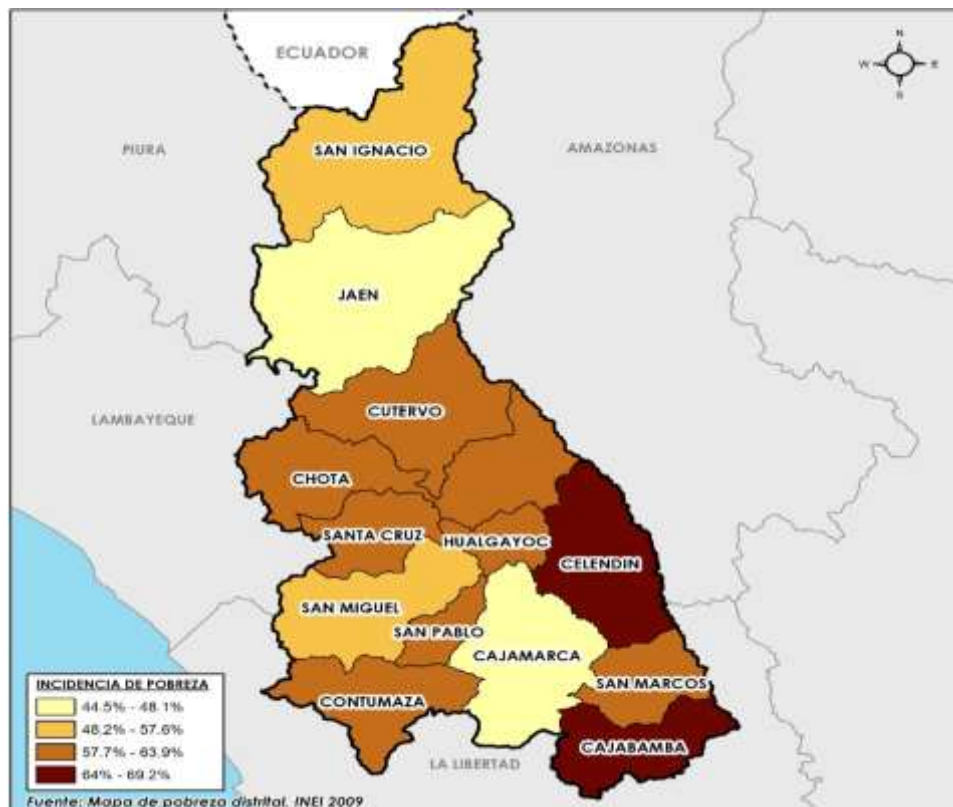 ECUADOR
N
W E
S
PIURA
SAN IGNACIO
AMAZONAS
JAEN
CUTERVO
LAMBAYEQUE
CHOTA
SANTA CRUZ
HUALGAYOC
CELENDIN
SAN MIGUEL
SAN PABLO
CAJAMARCA
SAN MARCOS
CONTUMAZA
CAJABAMBA
LA LIBERTAD
INCIDENCIA DE POBREZA
44.5% - 48.1%
48.2% - 57.6%
57.7% - 63.9%
64% - 69.2%
Fuente: Mapa de pobreza distrital. INEI 2009